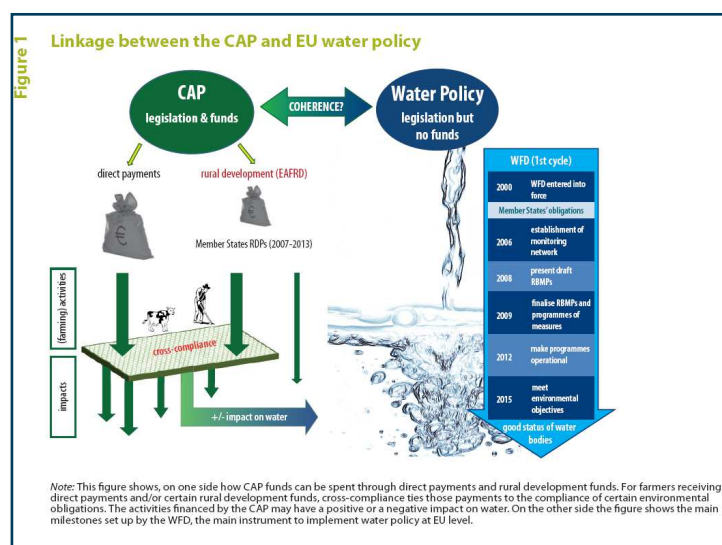 Figure 1
Linkage between the CAP and EU water policy
CAP
legislation & funds
COHERENCE?
Water Policy
legislation but
no funds
direct payments
rural development (EAFRD)
Member States RDPs (2007–2013)
(farming) activities
cross-compliance
impacts
+/- impact on water
WFD (1st cycle)
2000 WFD entered into
force
Member States' obligations
2006 establishment of
monitoring
network
2008 present draft
RBMPs
2009 finalise RBMPs and
programmes of
measures
2012 make programmes
operational
2015 meet
environmental
objectives
good status of water
bodies
Note: This figure shows, on one side how CAP funds can be spent through direct payments and rural development funds. For farmers receiving
direct payments and/or certain rural development funds, cross-compliance ties those payments to the compliance of certain environmental
obligations. The activities financed by the CAP may have a positive or a negative impact on water. On the other side the figure shows the main
milestones set up by the WFD, the main instrument to implement water policy at EU level.